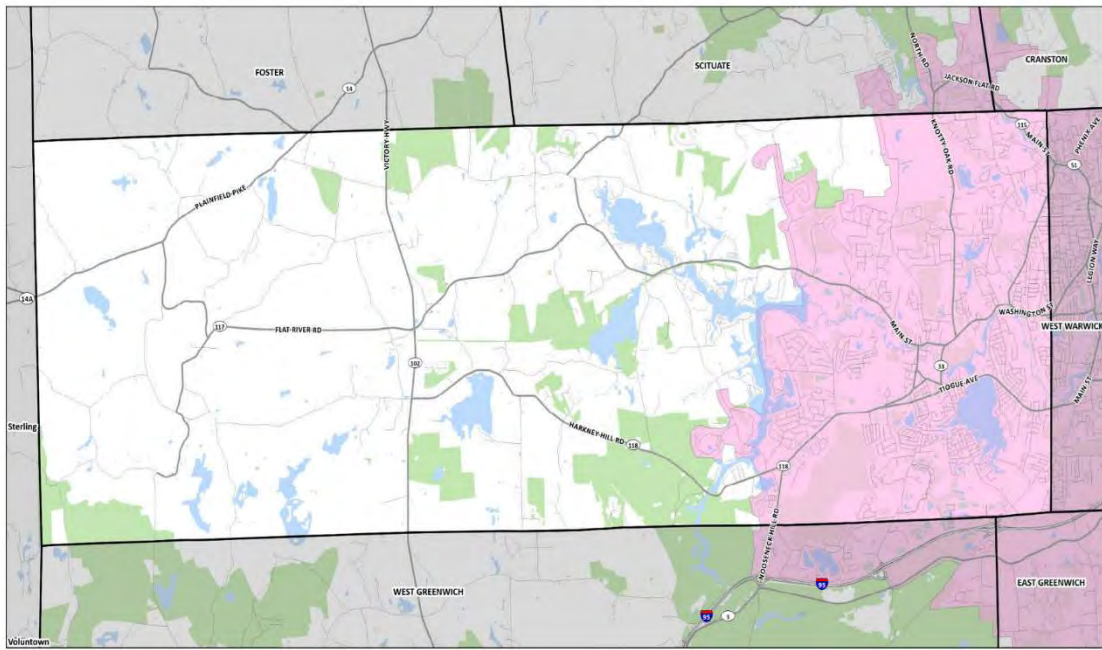 FOSTER
SCITUATE
CRANSTON
NORTH RD
JACKSON FLAT RD
14
VICTORY HWY
KNOTTY OAK RD
115
MAIN ST
PHENIX AVE
51
PLAINFIELD PIKE
LEGION WAY
14A
117
FLAT RIVER RD
WASHINGTON ST
WEST WARWICK
MAIN ST
33
102
TIOGUE AVE
MAIN ST
Sterling
HARKNEY HILL RD
118
118
NOOSENECK HILL RD
WEST GREENWICH
95
EAST GREENWICH
95
3
Voluntown